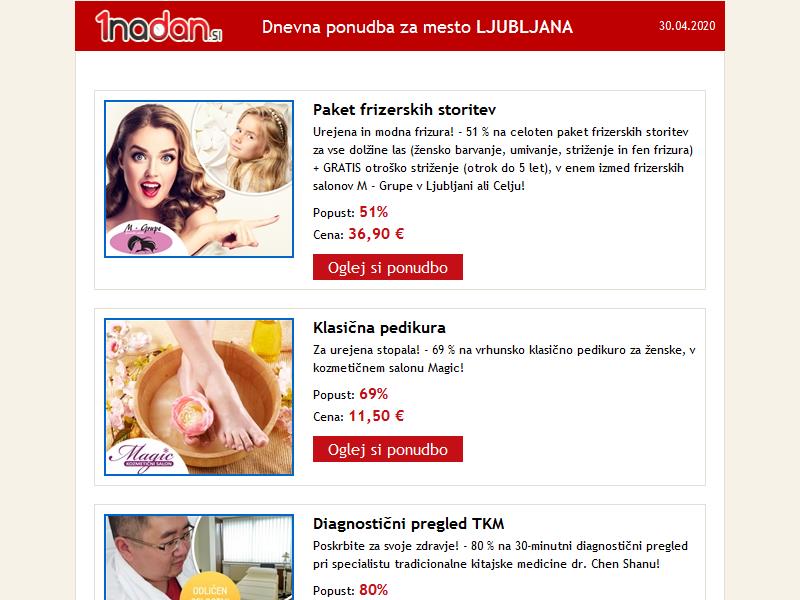 1nadan.si
Dnevna ponudba za mesto LJUBLJANA
30.04.2020
Paket frizerskih storitev
Urejena in modna frizura! - 51 % na celoten paket frizerskih storitev
za vse dolžine las (žensko barvanje, umivanje, striženje in fen frizura)
+ GRATIS otroško striženje (otrok do 5 let), v enem izmed frizerskih
salonov M - Grupe v Ljubljani ali Celju!
Popust: 51%
Cena: 36,90 €
Oglej si ponudbo
M - Grupe
Klasična pedikura
Za urejena stopala! - 69 % na vrhunsko klasično pedikuro za ženske, v
kozmetičnem salonu Magic!
Popust: 69%
Cena: 11,50 €
Oglej si ponudbo
Magic
KOZMETIČNI SALON
Diagnostični pregled TKM
Poskrbite za svoje zdravje! - 80 % na 30-minutni diagnostični pregled
pri specialistu tradicionalne kitajske medicine dr. Chen Shanu!
Popust: 80%
ODLIČEN